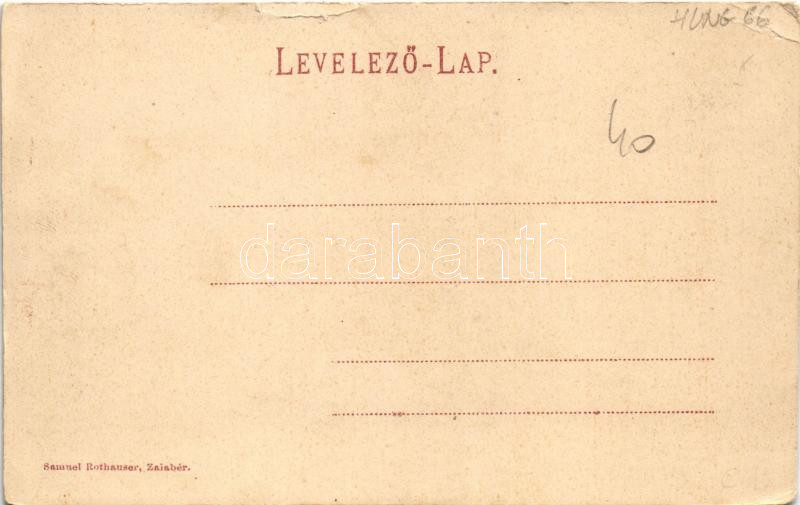 HUNG 66
LEVELEZŐ-LAP.
40
darabanth
Samuel Rothauser, Zalabér.